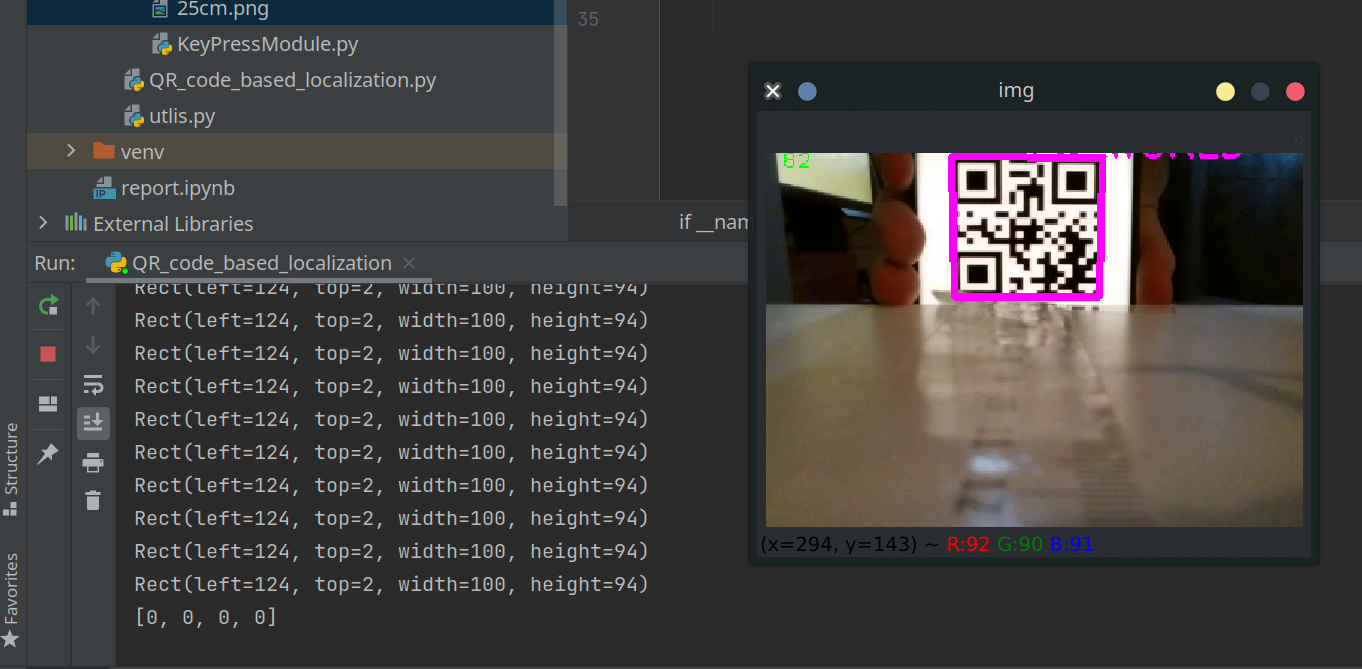 25cm.png
35
KeyPressModule.py
QR_code_based_localization.py
utlis.py
venv
IP
report.ipynb
External Libraries
if __nam
Run:
QR_code_based_localization
Rect(left=124, top=2, width=100, height=94)
Rect(left=124, top=2, width=100, height=94)
Rect(left=124, top=2, width=100, height=94)
Rect(left=124, top=2, width=100, height=94)
Rect(left=124, top=2, width=100, height=94)
Rect(left=124, top=2, width=100, height=94)
Rect(left=124, top=2, width=100, height=94)
Rect(left=124, top=2, width=100, height=94)
Rect(left=124, top=2, width=100, height=94)
Rect(left=124, top=2, width=100, height=94)
[0, 0, 0, 0]
Structure
Favorites
img
82
(x=294, y=143) ~ R:92 G:90 B:91